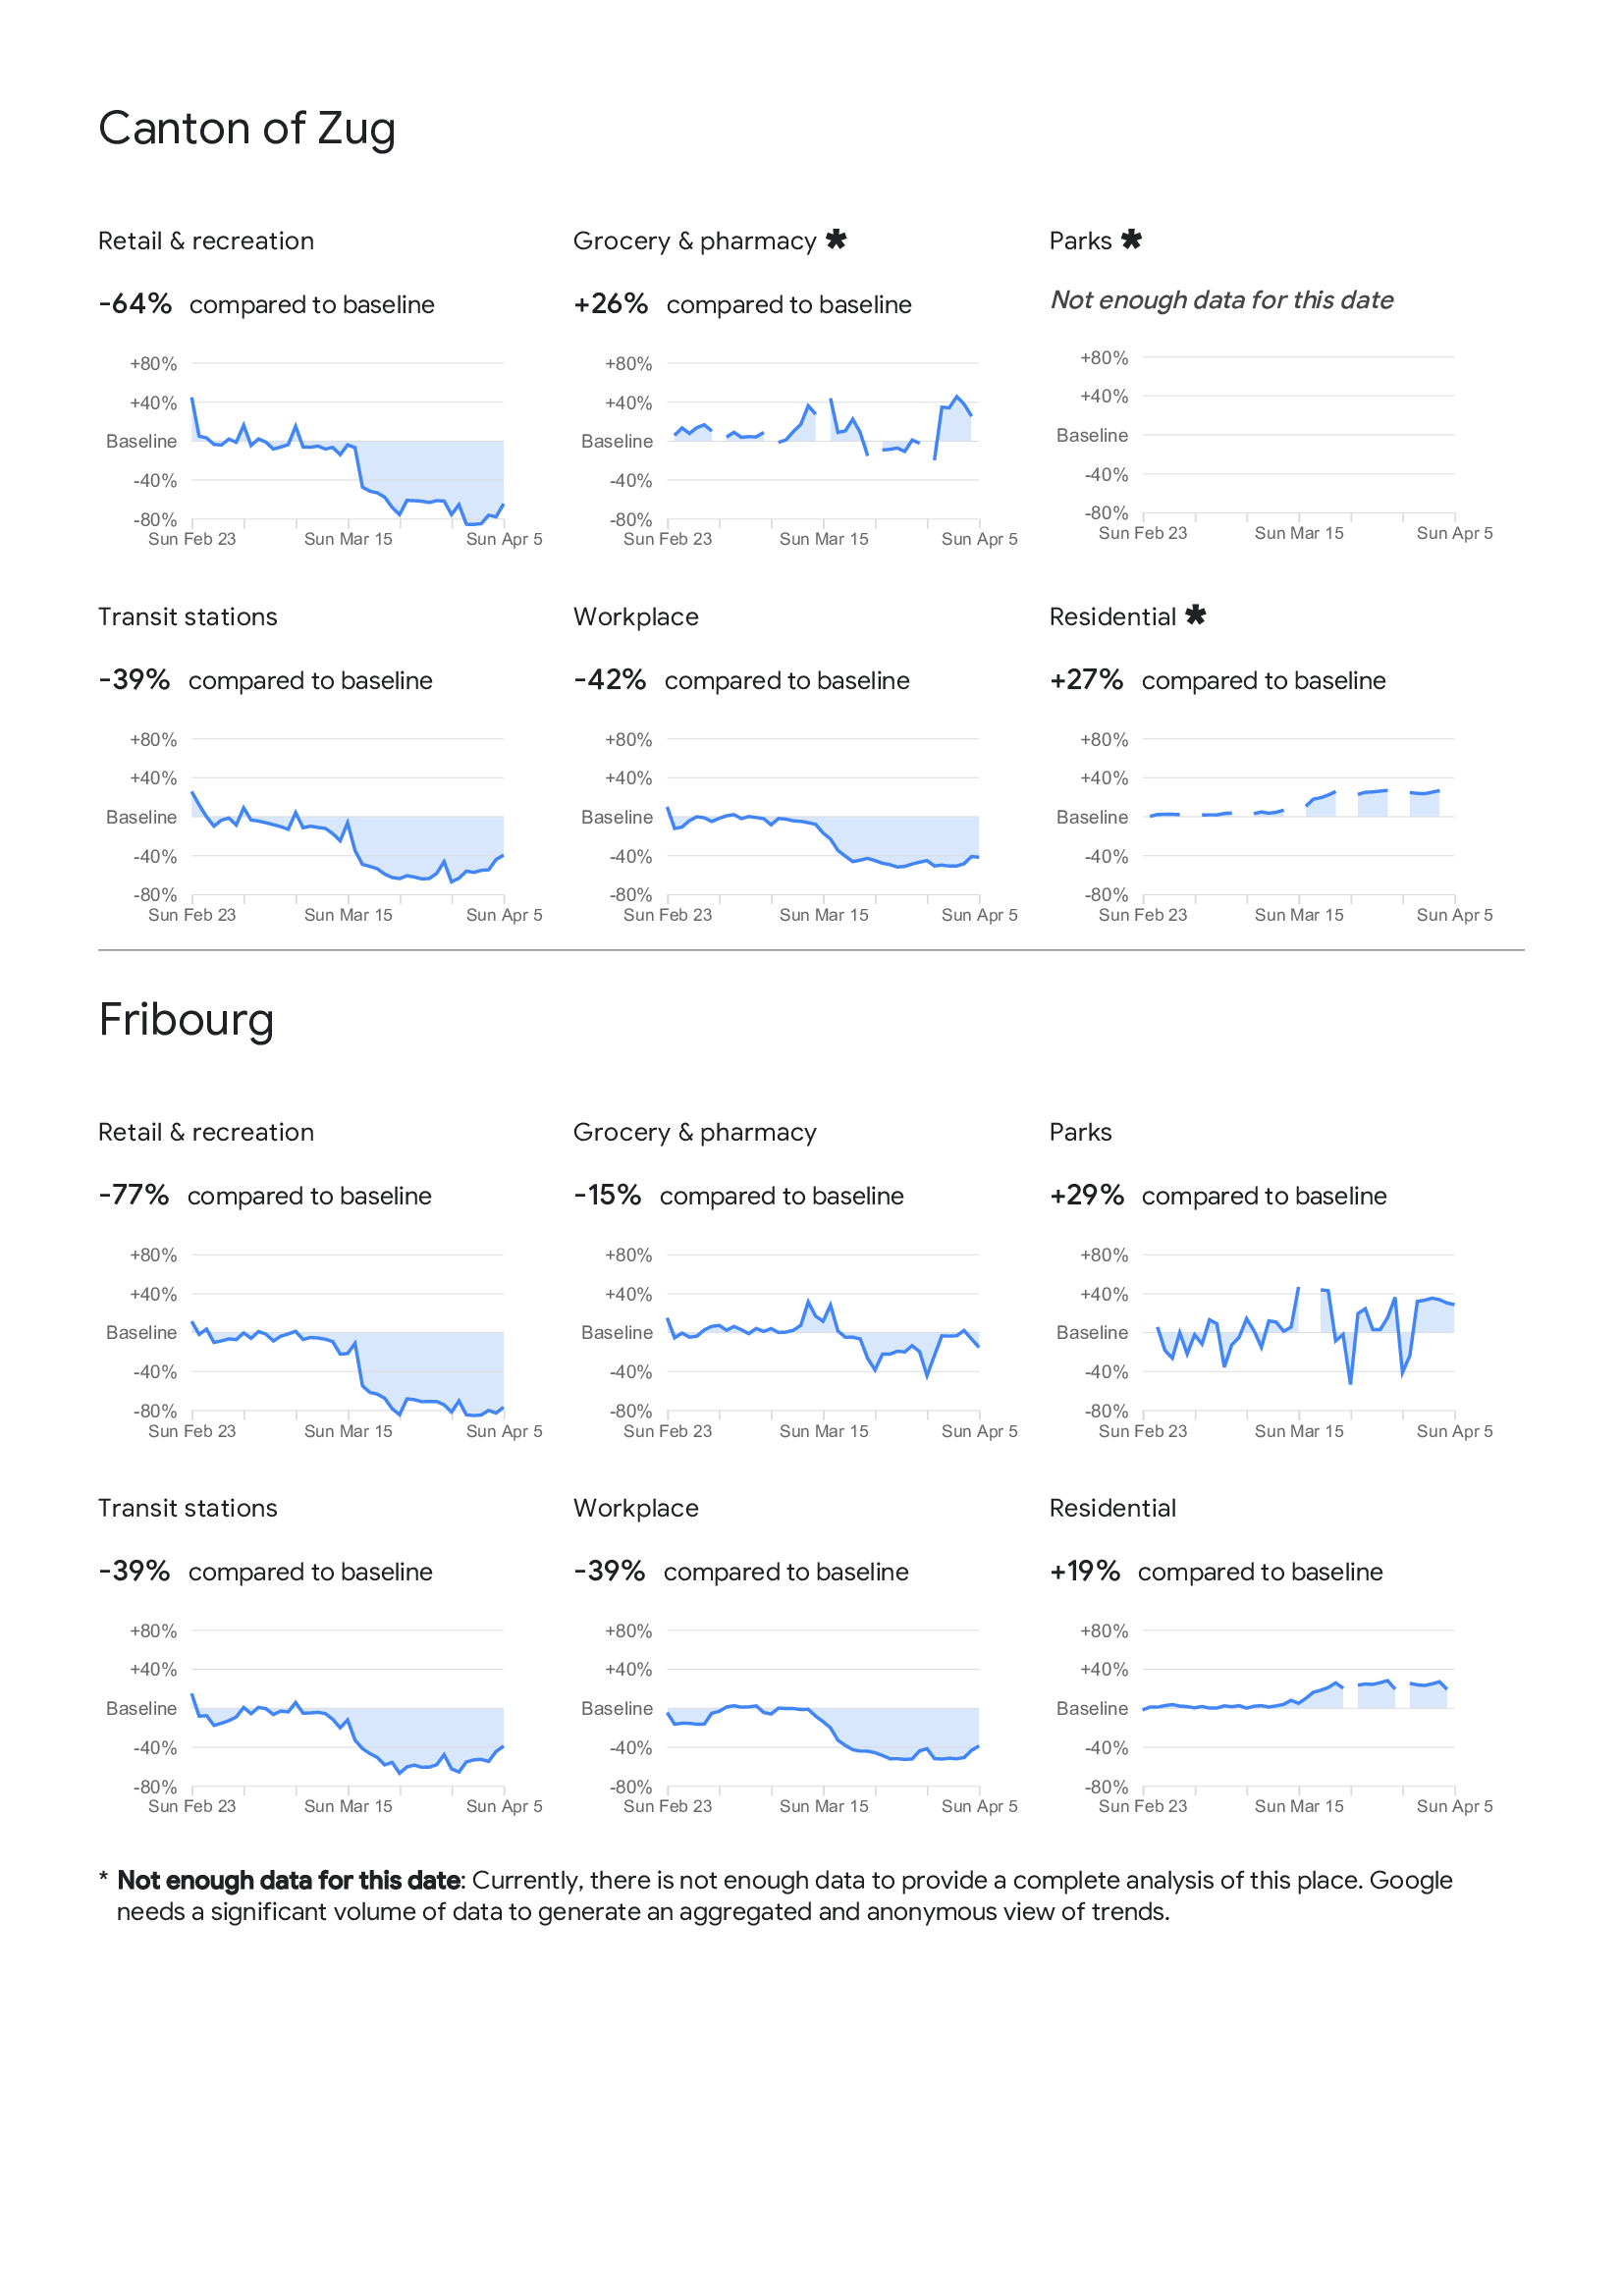 Canton of Zug
Retail & recreation
-64% compared to baseline
+80%
+40%
Baseline
-40%
-80%
Sun Feb 23 Sun Mar 15 Sun Apr 5
Grocery & pharmacy *
+26% compared to baseline
+80%
+40%
Baseline
-40%
-80%
Sun Feb 23 Sun Mar 15 Sun Apr 5
Parks *
Not enough data for this date
+80%
+40%
Baseline
-40%
-80%
Sun Feb 23 Sun Mar 15 Sun Apr 5
Transit stations
-39% compared to baseline
+80%
+40%
Baseline
-40%
-80%
Sun Feb 23 Sun Mar 15 Sun Apr 5
Workplace
-42% compared to baseline
+80%
+40%
Baseline
-40%
-80%
Sun Feb 23 Sun Mar 15 Sun Apr 5
Residential *
+27% compared to baseline
+80%
+40%
Baseline
-40%
-80%
Sun Feb 23 Sun Mar 15 Sun Apr 5
Fribourg
Retail & recreation
-77% compared to baseline
+80%
+40%
Baseline
-40%
-80%
Sun Feb 23 Sun Mar 15 Sun Apr 5
Grocery & pharmacy
-15% compared to baseline
+80%
+40%
Baseline
-40%
-80%
Sun Feb 23 Sun Mar 15 Sun Apr 5
Parks
+29% compared to baseline
+80%
+40%
Baseline
-40%
-80%
Sun Feb 23 Sun Mar 15 Sun Apr 5
Transit stations
-39% compared to baseline
+80%
+40%
Baseline
-40%
-80%
Sun Feb 23 Sun Mar 15 Sun Apr 5
Workplace
-39% compared to baseline
+80%
+40%
Baseline
-40%
-80%
Sun Feb 23 Sun Mar 15 Sun Apr 5
Residential
+19% compared to baseline
+80%
+40%
Baseline
-40%
-80%
Sun Feb 23 Sun Mar 15 Sun Apr 5
* Not enough data for this date: Currently, there is not enough data to provide a complete analysis of this place. Google
needs a significant volume of data to generate an aggregated and anonymous view of trends.